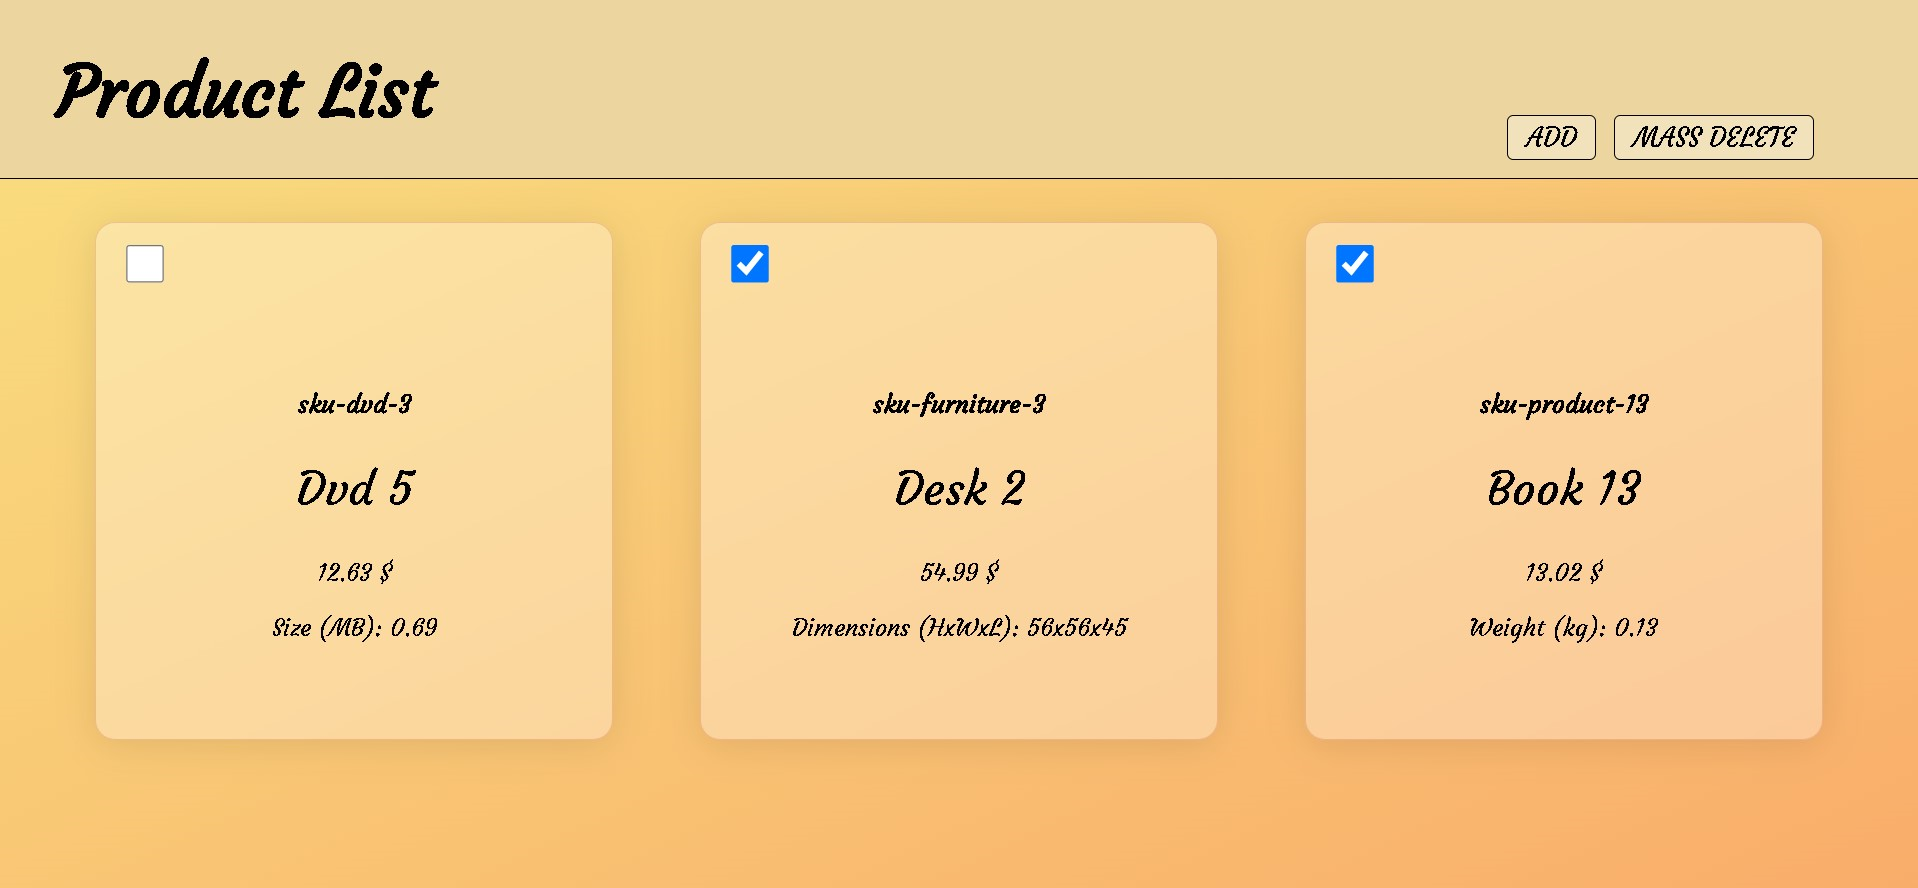 Product List
ADD
MASS DELETE
sku-dvd-3
Dvd 5
12.63 $
Size (MB): 0.69
sku-furniture-3
Desk 2
54.99 $
Dimensions (HxWxL): 56x56x45
sku-product-13
Book 13
13.02 $
Weight (kg): 0.13